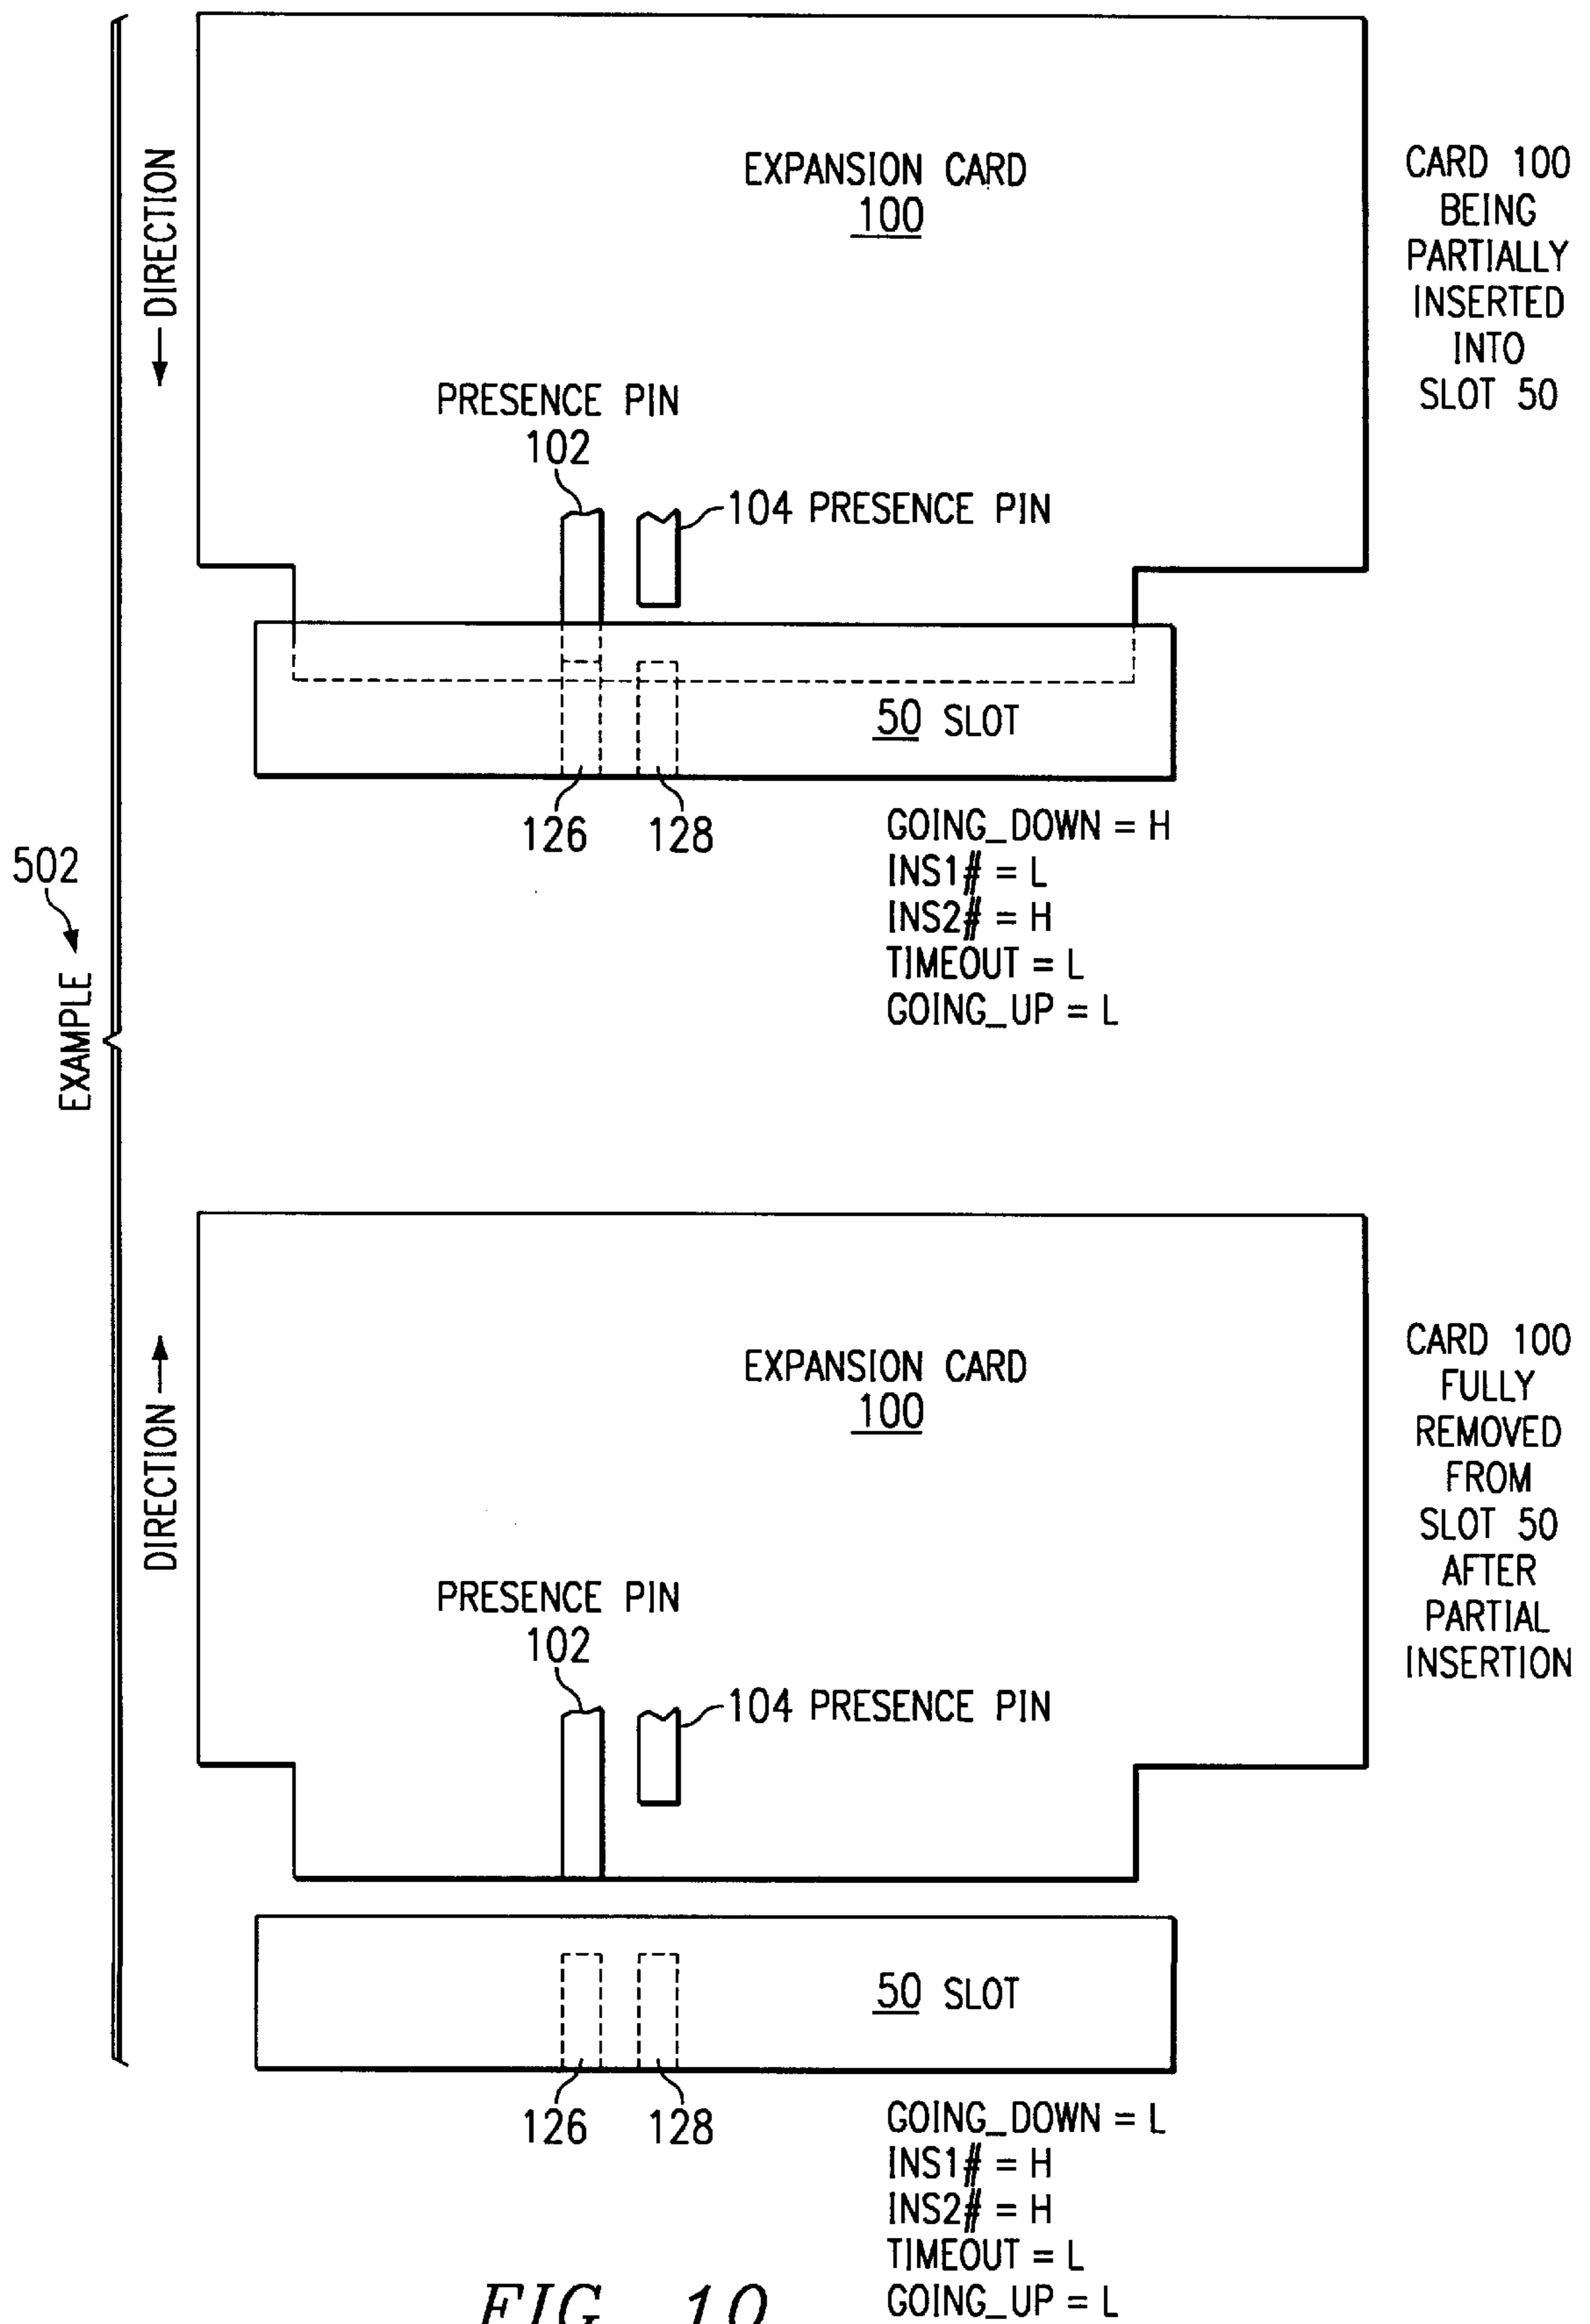 EXPANSION CARD
100
CARD 100
BEING
PARTIALLY
INSERTED
INTO
SLOT 50
DIRECTION
PRESENCE PIN
102
104 PRESENCE PIN
50 SLOT
126
128
GOING_DOWN = H
INS1# = L
INS2# = H
TIMEOUT = L
GOING_UP = L
502
EXAMPLE
EXPANSION CARD
100
CARD 100
FULLY
REMOVED
FROM
SLOT 50
AFTER
PARTIAL
INSERTION
DIRECTION
PRESENCE PIN
102
104 PRESENCE PIN
50 SLOT
126
128
GOING_DOWN = L
INS1# = H
INS2# = H
TIMEOUT = L
GOING_UP = L
FIG. 10